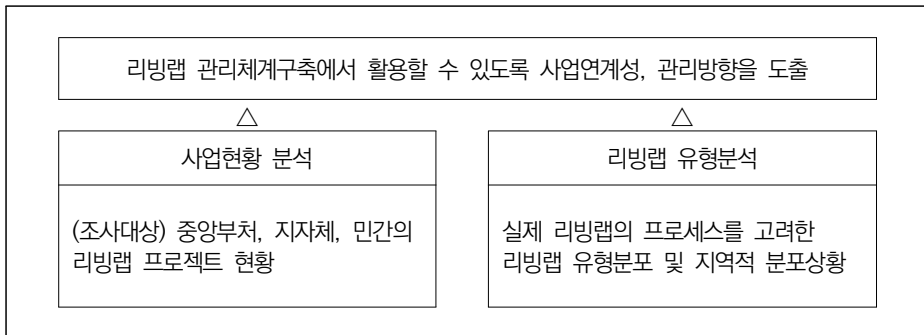 리빙랩 관리체계구축에서 활용할 수 있도록 사업연계성, 관리방향을 도출
△
△
사업현황 분석
(조사대상) 중앙부처, 지자체, 민간의
리빙랩 프로젝트 현황
리빙랩 유형분석
실제 리빙랩의 프로세스를 고려한
리빙랩 유형분포 및 지역적 분포상황